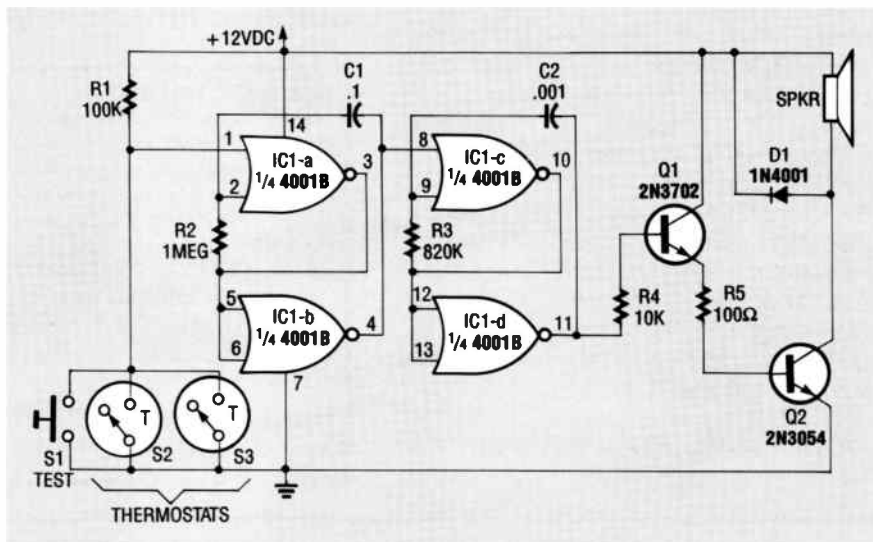 +12VDC
R1
100K
C1
.1
C2
.001
SPKR
14
1
2
3
IC1-a
1/4 4001B
8
9
10
IC1-c
1/4 4001B
Q1
2N3702
D1
1N4001
R2
1MEG
R3
820K
5
6
4
IC1-b
1/4 4001B
7
12
13
11
IC1-d
1/4 4001B
R4
10K
R5
100Ω
Q2
2N3054
S1
TEST
T
S2
T
S3
THERMOSTATS